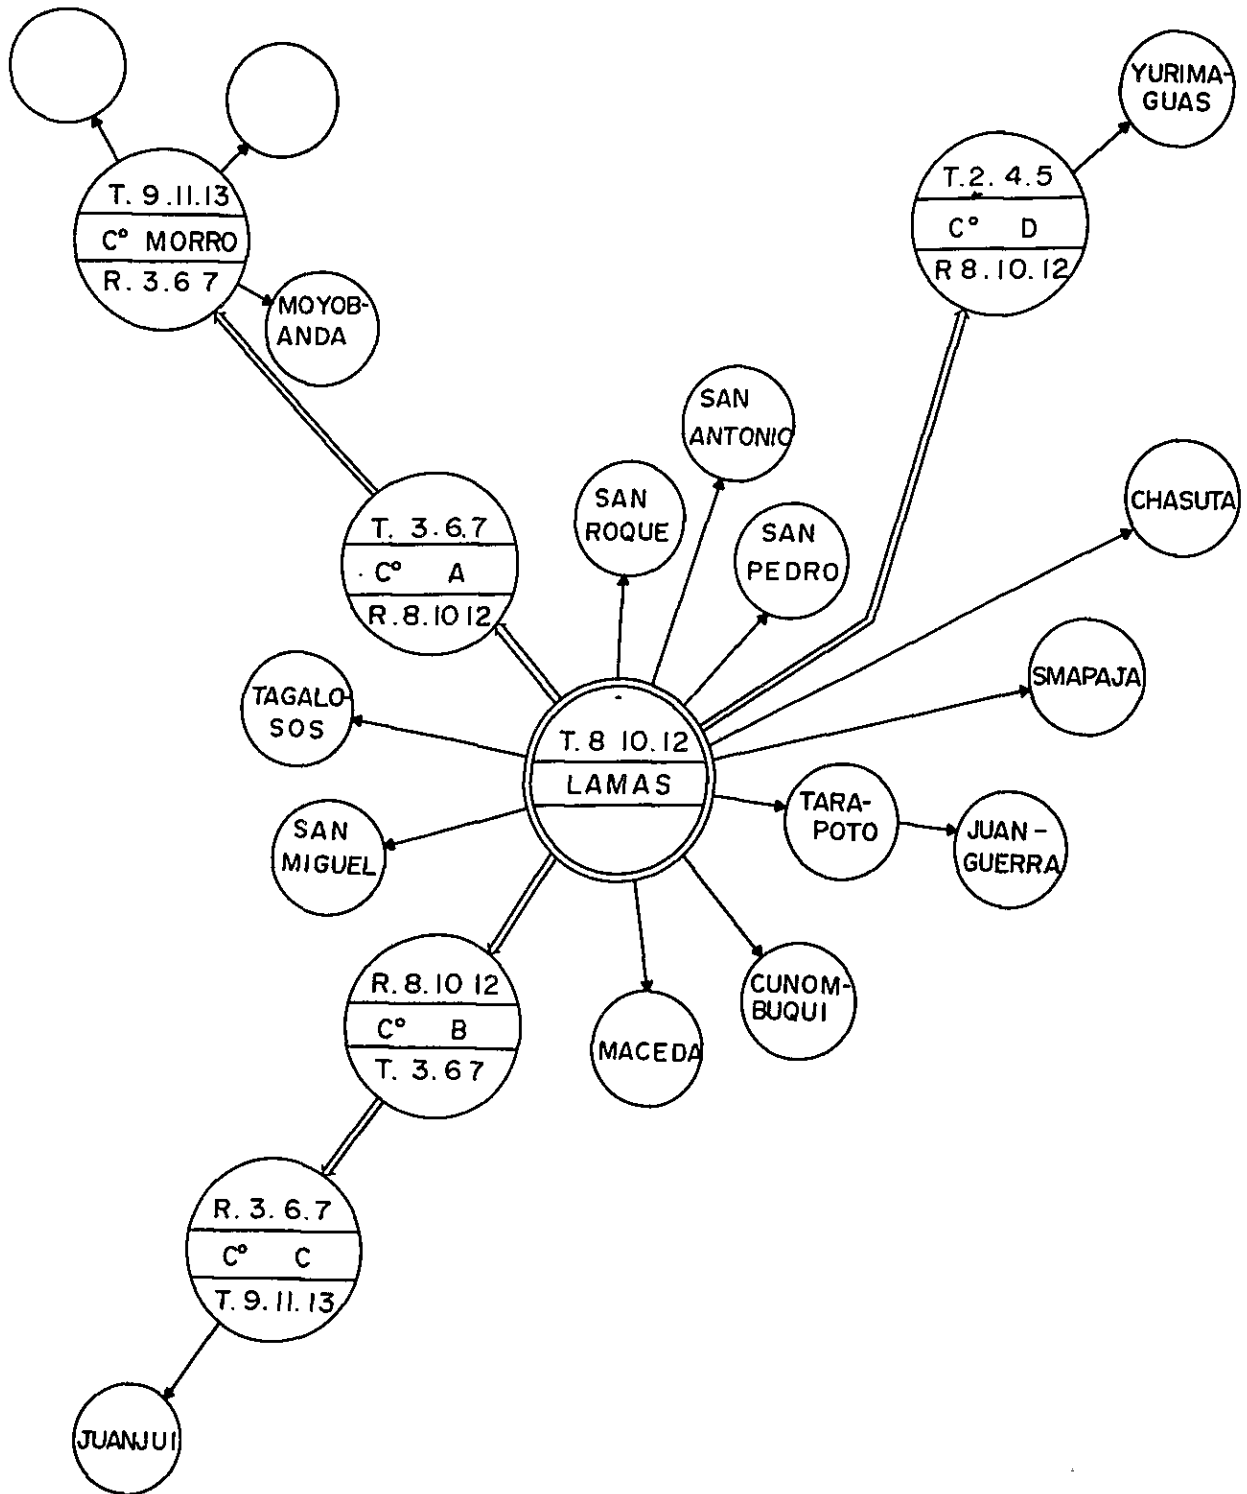 YURIMA-
GUAS
T. 9.11.13
C° MORRO
R. 3.6 7
T.2. 4.5
C° D
R 8.10.12
MOYOB-
ANDA
SAN
ANTONIO
SAN
ROQUE
SAN
PEDRO
CHASUTA
T. 3.6.7
C° A
R.8.10 12
TAGALO-
SOS
SMAPAJA
T. 8 10.12
LAMAS
TARA-
POTO
JUAN-
GUERRA
SAN
MIGUEL
R.8.10 12
C° B
T. 3.6 7
CUNOM-
BUQUI
MACEDA
R. 3. 6.7
C° C
T. 9.11.13
JUANJUI